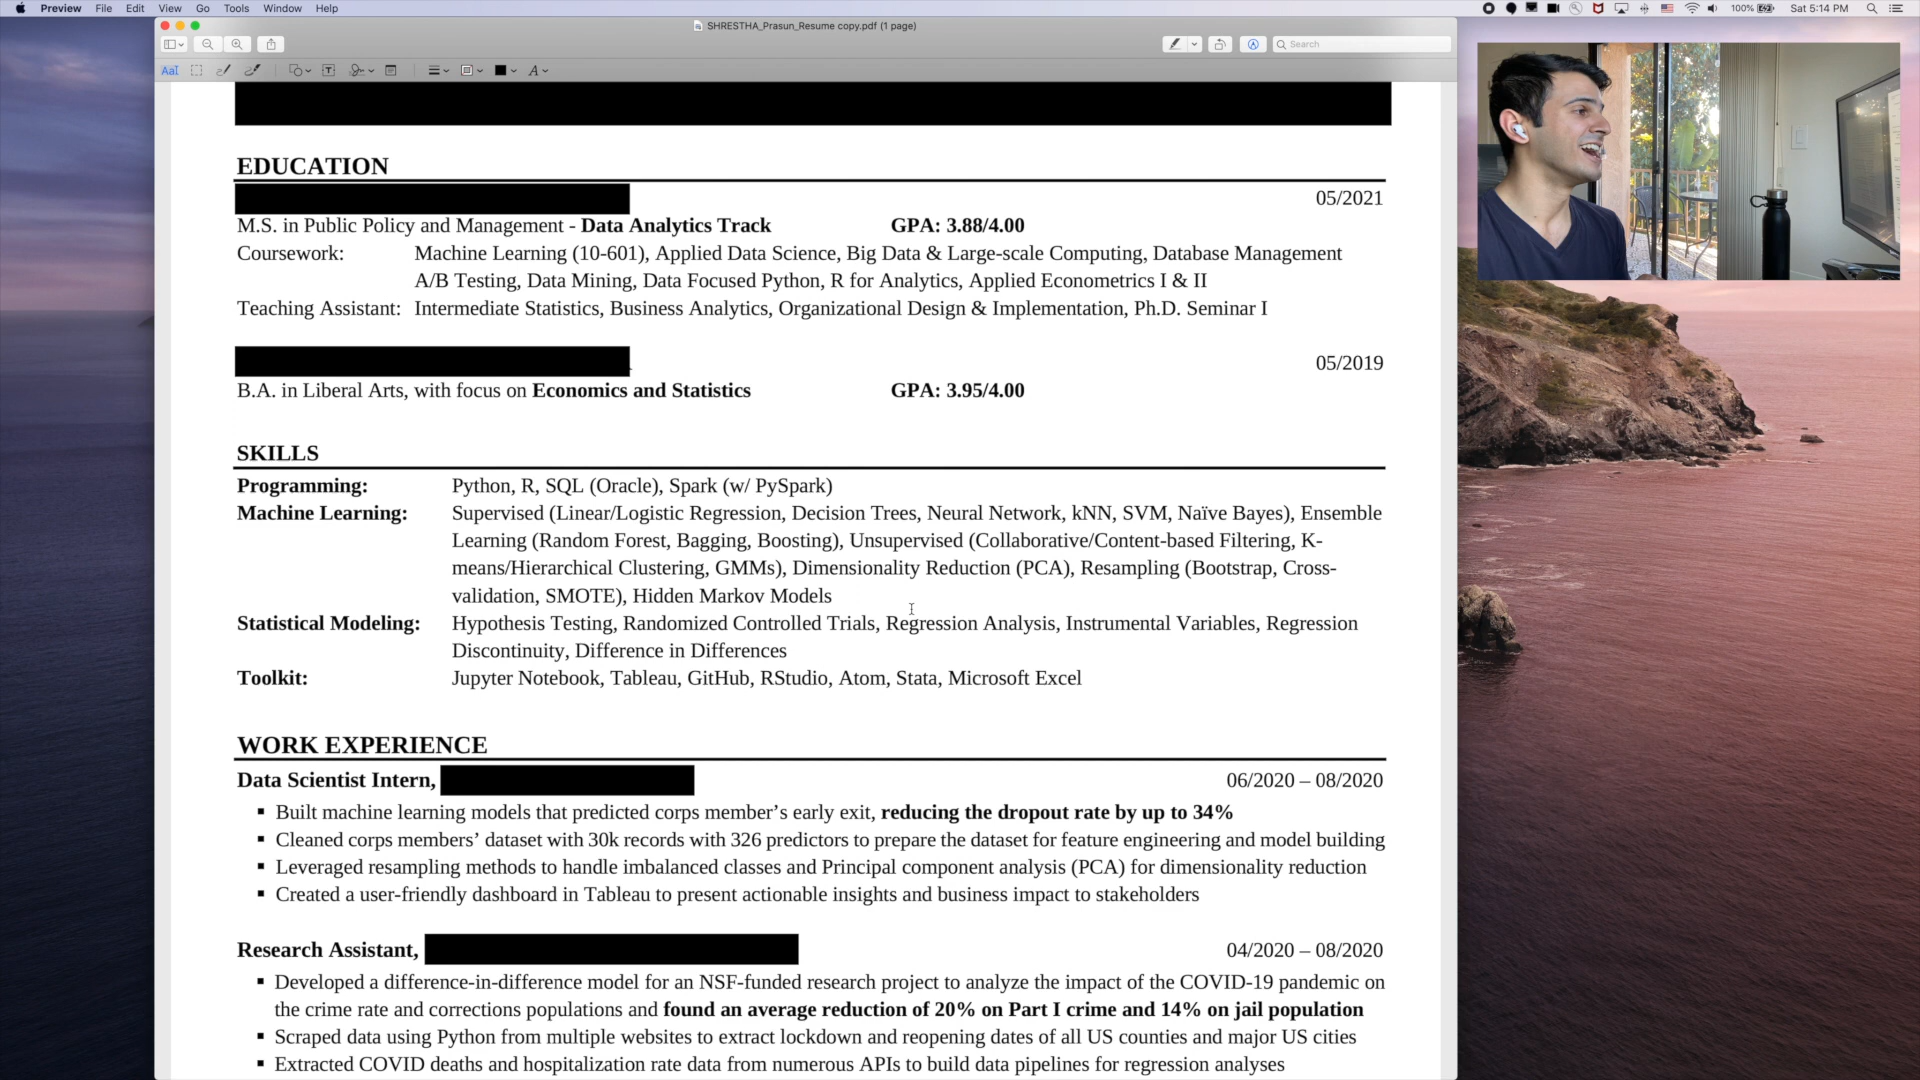 Preview File Edit View Go Tools Window Help
100% Sat 5:14 PM
SHRESTHA_Prasun_Resume copy.pdf (1 page)
Search
AaI T A
EDUCATION
05/2021
M.S. in Public Policy and Management - Data Analytics Track GPA: 3.88/4.00
Coursework: Machine Learning (10-601), Applied Data Science, Big Data & Large-scale Computing, Database Management
A/B Testing, Data Mining, Data Focused Python, R for Analytics, Applied Econometrics I & II
Teaching Assistant: Intermediate Statistics, Business Analytics, Organizational Design & Implementation, Ph.D. Seminar I
05/2019
B.A. in Liberal Arts, with focus on Economics and Statistics GPA: 3.95/4.00
SKILLS
Programming: Python, R, SQL (Oracle), Spark (w/ PySpark)
Machine Learning: Supervised (Linear/Logistic Regression, Decision Trees, Neural Network, kNN, SVM, Naïve Bayes), Ensemble
Learning (Random Forest, Bagging, Boosting), Unsupervised (Collaborative/Content-based Filtering, K-
means/Hierarchical Clustering, GMMs), Dimensionality Reduction (PCA), Resampling (Bootstrap, Cross-
validation, SMOTE), Hidden Markov Models
Statistical Modeling: Hypothesis Testing, Randomized Controlled Trials, Regression Analysis, Instrumental Variables, Regression
Discontinuity, Difference in Differences
Toolkit: Jupyter Notebook, Tableau, GitHub, RStudio, Atom, Stata, Microsoft Excel
WORK EXPERIENCE
Data Scientist Intern, 06/2020 – 08/2020
▪ Built machine learning models that predicted corps member’s early exit, reducing the dropout rate by up to 34%
▪ Cleaned corps members’ dataset with 30k records with 326 predictors to prepare the dataset for feature engineering and model building
▪ Leveraged resampling methods to handle imbalanced classes and Principal component analysis (PCA) for dimensionality reduction
▪ Created a user-friendly dashboard in Tableau to present actionable insights and business impact to stakeholders
Research Assistant, 04/2020 – 08/2020
▪ Developed a difference-in-difference model for an NSF-funded research project to analyze the impact of the COVID-19 pandemic on
the crime rate and corrections populations and found an average reduction of 20% on Part I crime and 14% on jail population
▪ Scraped data using Python from multiple websites to extract lockdown and reopening dates of all US counties and major US cities
▪ Extracted COVID deaths and hospitalization rate data from numerous APIs to build data pipelines for regression analyses